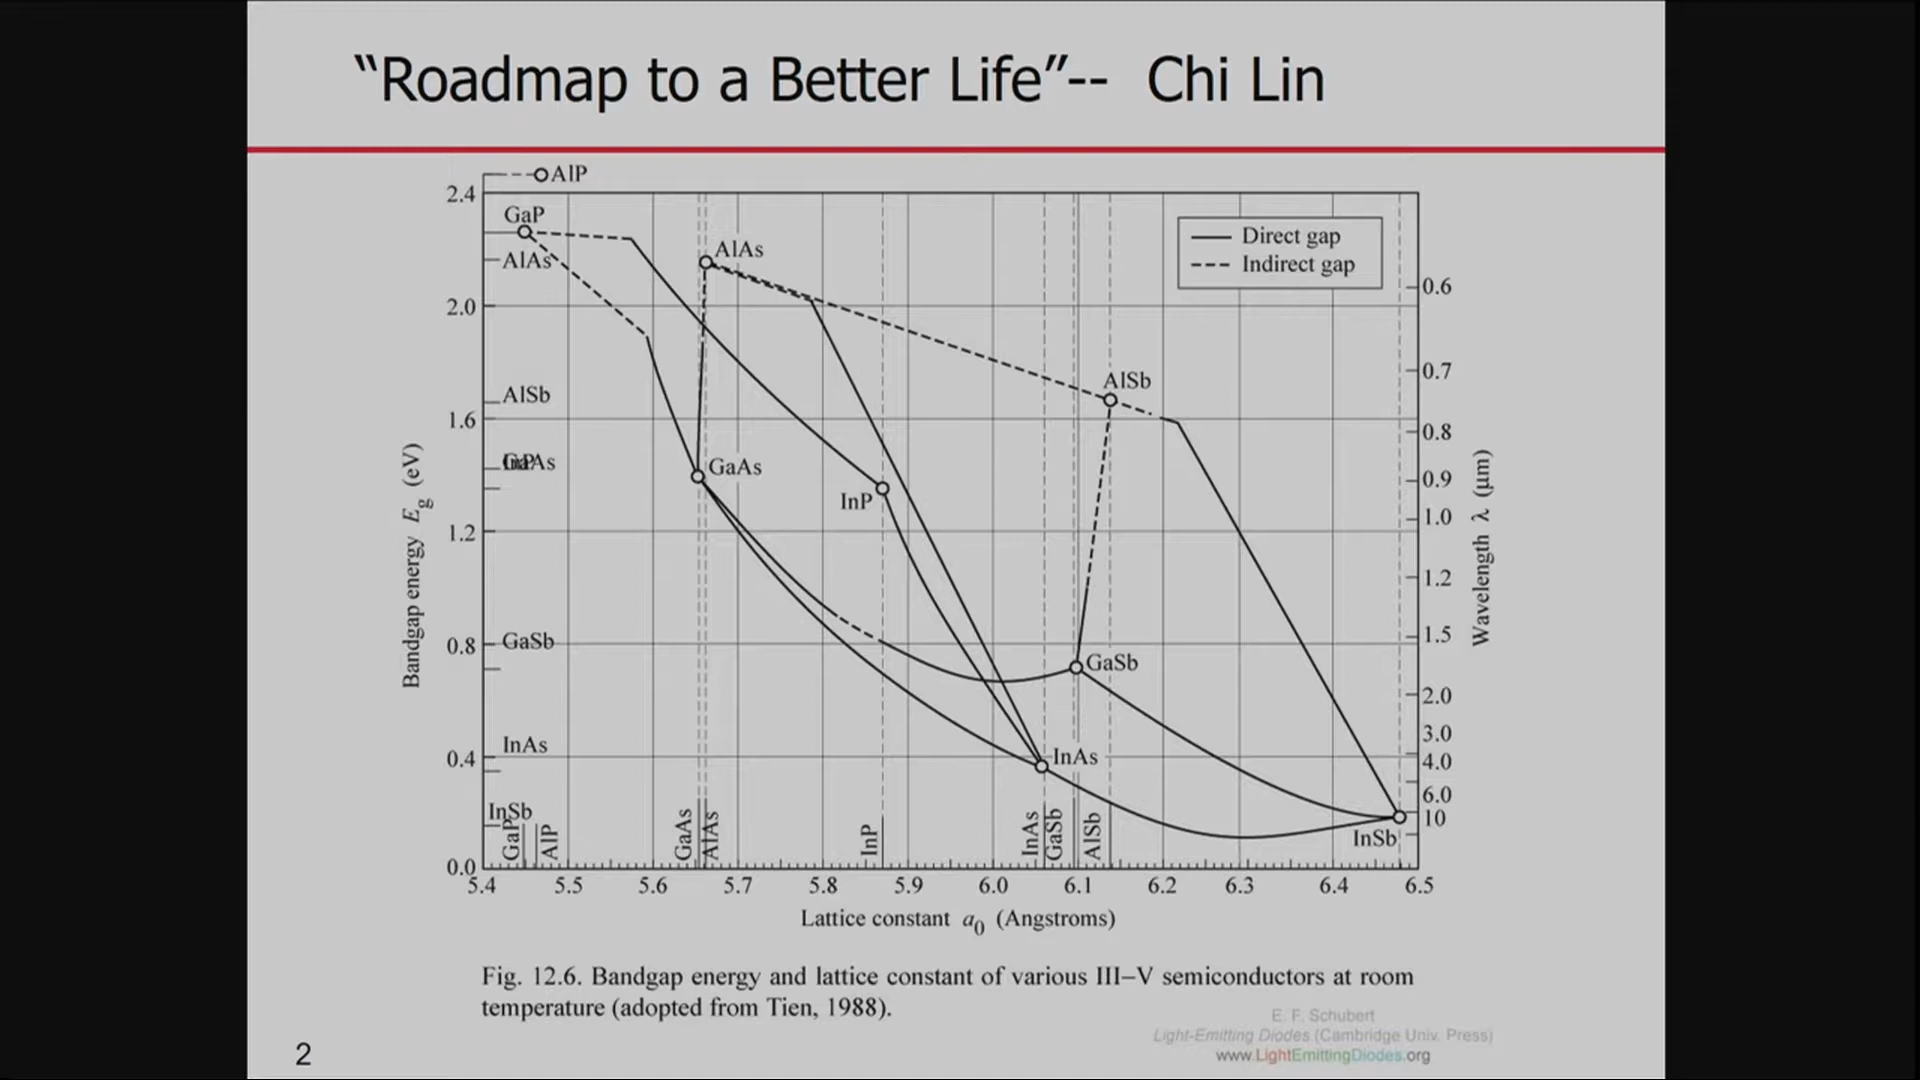 “Roadmap to a Better Life”-- Chi Lin
AlP
2.4
GaP
AlAs
AlAs
Direct gap
Indirect gap
2.0
0.6
0.7
AlSb
AlSb
1.6
0.8
GaAs
InP
GaAs
0.9
InP
1.0
1.2
1.2
Bandgap energy Eg (eV)
Wavelength λ (μm)
1.5
0.8
GaSb
GaSb
2.0
3.0
InAs
InAs
0.4
4.0
6.0
InSb
10
InSb
GaP
AlP
GaAs
AlAs
InP
InAs
GaSb
AlSb
0.0
5.4 5.5 5.6 5.7 5.8 5.9 6.0 6.1 6.2 6.3 6.4 6.5
Lattice constant a0 (Angstroms)
Fig. 12.6. Bandgap energy and lattice constant of various III–V semiconductors at room
temperature (adopted from Tien, 1988).
E. F. Schubert
Light-Emitting Diodes (Cambridge Univ. Press)
www.LightEmittingDiodes.org
2